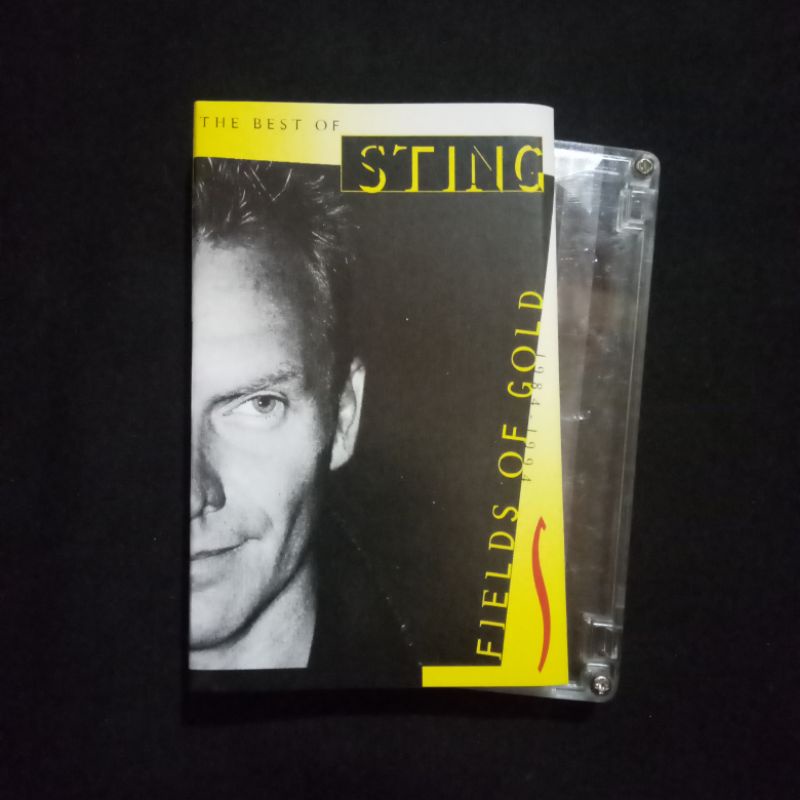 THE BEST OF
STING
FIELDS OF GOLD
1984-1994